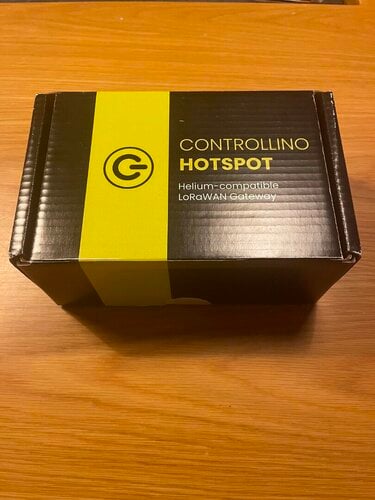 CONTROLLINO
HOTSPOT
Helium-compatible
LoRaWAN Gateway